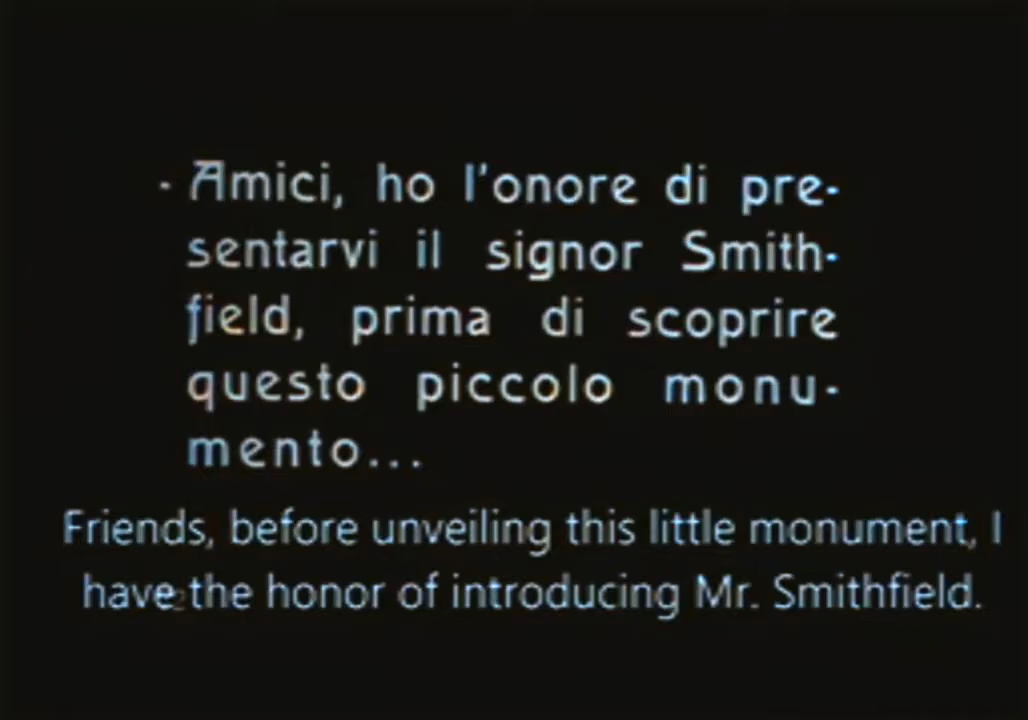 - Amici, ho l'onore di pre-
sentarvi il signor Smith-
field, prima di scoprire
questo piccolo monu-
mento...
Friends, before unveiling this little monument, I
have the honor of introducing Mr. Smithfield.